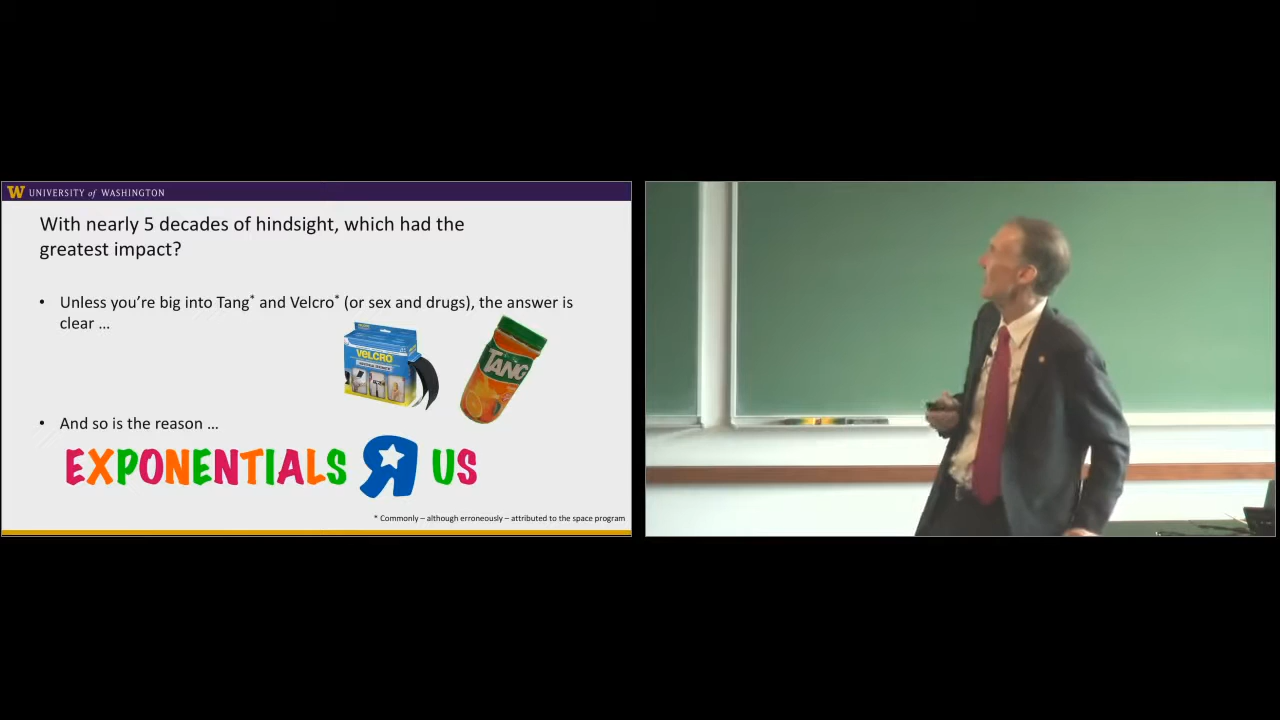 W UNIVERSITY of WASHINGTON
With nearly 5 decades of hindsight, which had the
greatest impact?
• Unless you're big into Tang* and Velcro* (or sex and drugs), the answer is
clear …
VELCRO
TANG
• And so is the reason …
EXPONENTIALS R US
* Commonly – although erroneously – attributed to the space program